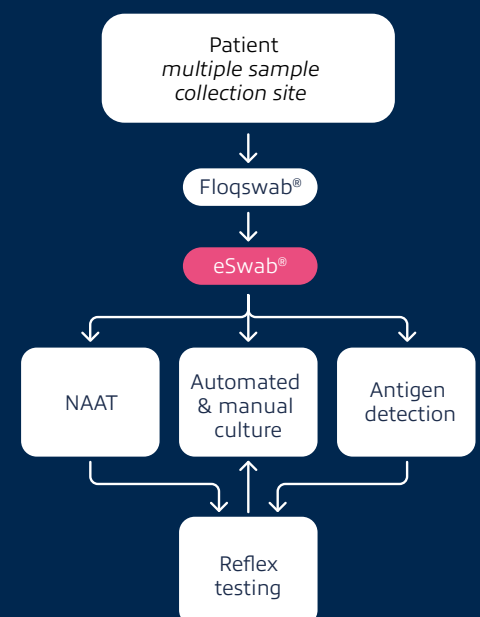 Patient
multiple sample
collection site
Floqswab®
eSwab®
NAAT
Automated
& manual
culture
Antigen
detection
Reflex
testing